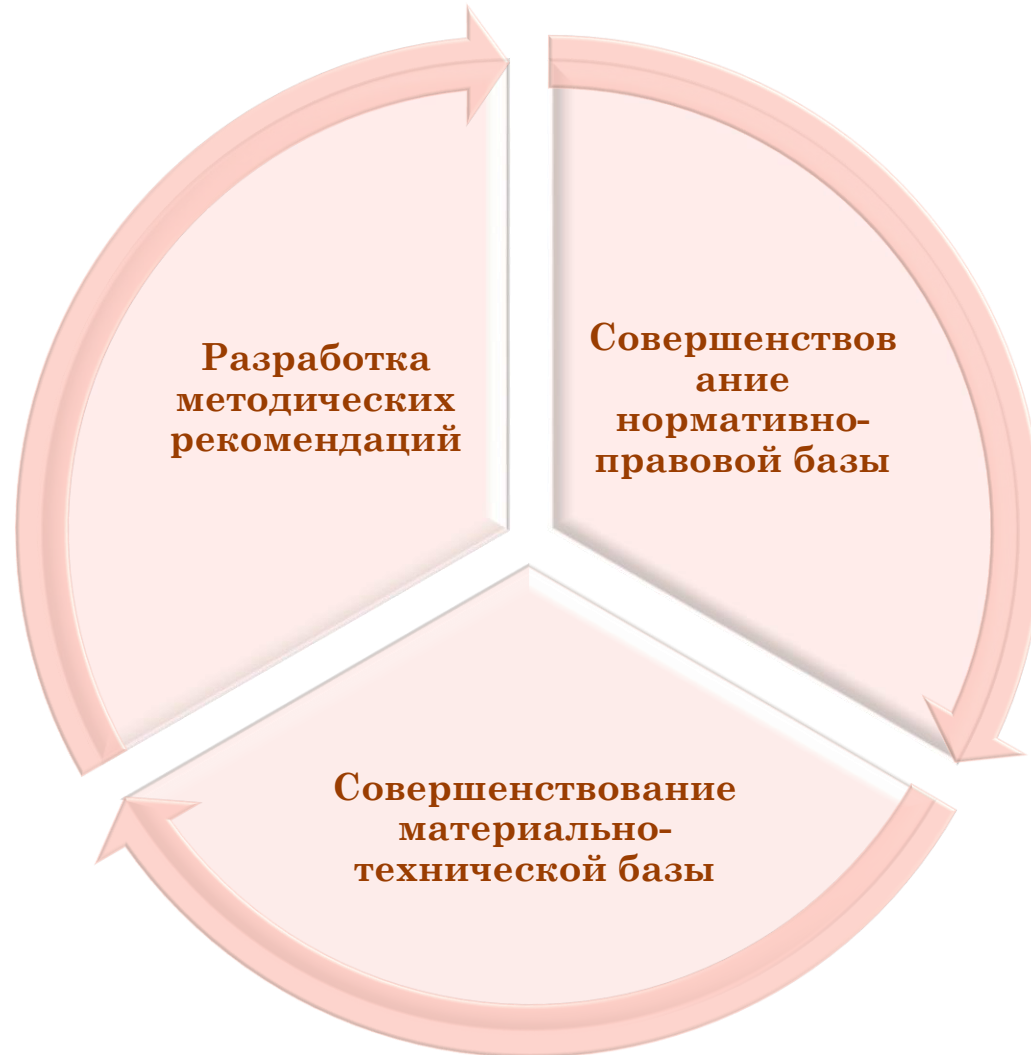 Разработка
методических
рекомендаций
Совершенствов
ание
нормативно-
правовой базы
Совершенствование
материально-
технической базы